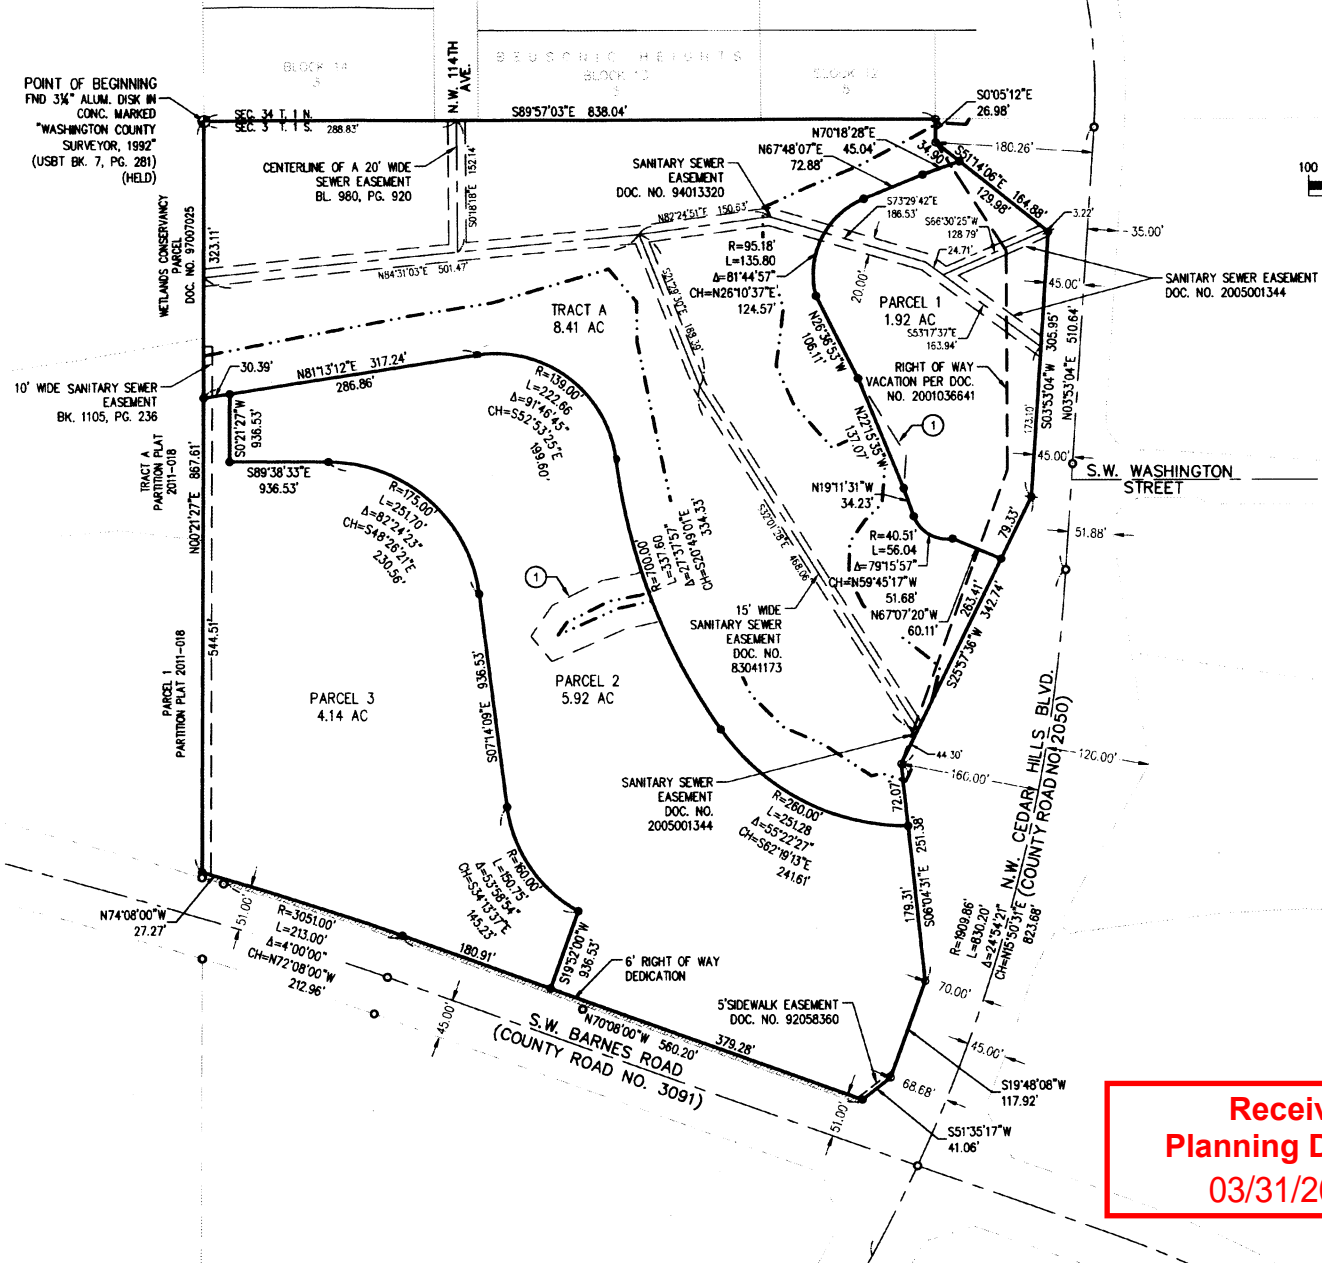 BLOCK 14
5
N.W. 114TH
AVE.
BEUSONIC HEIGHTS
5
5
POINT OF BEGINNING
FND 3¼" ALUM. DISK IN
CONC. MARKED
"WASHINGTON COUNTY
SURVEYOR, 1992"
(USBT BK. 7, PG. 281)
(HELD)
SEC. 34 T. 1 N.
SEC. 3 T. 1 S.
288.83'
S89°57'03"E 838.04'
S0°05'12"E
26.98'
180.26'
CENTERLINE OF A 20' WIDE
SEWER EASEMENT
BL. 980, PG. 920
S0°18'18"E 152.14'
SANITARY SEWER
EASEMENT
DOC. NO. 94013320
N70°18'28"E
45.04'
N67°48'07"E
72.88'
34.90'
S51°14'06"E 164.88'
129.98'
3.22'
35.00'
WETLANDS CONSERVANCY
PARCEL
DOC. NO. 97007025
323.11'
N82°24'51"E 150.63'
N84°31'03"E 501.47'
S73°29'42"E
186.53'
S66°30'25"W
128.79'
24.71'
R=95.18'
L=135.80
Δ=81°44'57"
CH=N26°10'37"E
124.57'
20.00'
45.00'
SANITARY SEWER EASEMENT
DOC. NO. 2005001344
PARCEL 1
1.92 AC
S53°17'37"E
163.94'
TRACT A
8.41 AC
S21°29'30"E 168.39'
N26°36'53"W
106.11'
RIGHT OF WAY
VACATION PER DOC.
NO. 2001036641
S03°53'04"W 305.95'
173.10'
N03°53'04"E 510.64'
30.39'
N81°13'12"E 317.24'
286.86'
10' WIDE SANITARY SEWER
EASEMENT
BK. 1105, PG. 236
S0°21'27"W
936.53'
R=139.00'
L=222.66
Δ=91°46'45"
CH=S52°53'25"E
199.60'
1
N22°15'35"W
137.07'
45.00'
S.W. WASHINGTON
STREET
TRACT A
PARTITION PLAT
2011-018
N00°21'27"E 867.61'
S89°38'33"E
936.53'
R=175.00'
L=251.70'
Δ=82°24'23"
CH=S48°26'21"E
230.56'
N19°11'31"W
34.23'
R=40.51'
L=56.04
Δ=79°15'57"
CH=N59°45'17"W
51.68'
N67°07'20"W
60.11'
79.33'
51.88'
R=700.00'
L=337.60
Δ=27°37'57"
CH=S20°49'01"E
334.33'
468.06'
1
15' WIDE
SANITARY SEWER
EASEMENT
DOC. NO.
83041173
263.41'
S25°57'36"W 342.74'
PARCEL 1
PARTITION PLAT 2011-018
544.51'
PARCEL 3
4.14 AC
S07°14'09"E 936.53'
PARCEL 2
5.92 AC
N.W. CEDAR HILLS BLVD.
(COUNTY ROAD NO. 2050)
44.30'
160.00'
120.00'
SANITARY SEWER
EASEMENT
DOC. NO.
2005001344
R=260.00'
L=251.28
Δ=55°22'27"
CH=S62°19'13"E
241.61'
72.07'
S06°04'31"E 251.38'
179.31'
R=160.00'
L=150.75'
Δ=53°58'54"
CH=S34°13'37"E
145.23'
R=1909.86'
L=830.20'
Δ=24°54'21"
CH=N15°50'31"E
823.68'
N74°08'00"W
27.27'
51.00'
R=3051.00'
L=213.00'
Δ=4°00'00"
CH=N72°08'00"W
212.96'
180.91'
S19°52'00"W
936.53'
6' RIGHT OF WAY
DEDICATION
5'SIDEWALK EASEMENT
DOC. NO. 92058360
70.00'
45.00'
N70°08'00"W 560.20'
379.28'
S.W. BARNES ROAD
(COUNTY ROAD NO. 3091)
45.00'
68.68'
S19°48'08"W
117.92'
51.00'
S51°35'17"W
41.06'
100
Receiv
Planning D
03/31/20